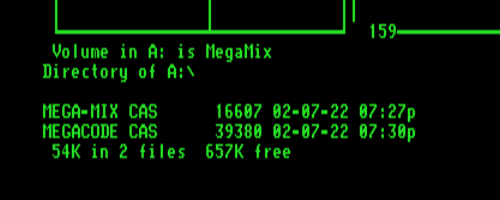 159
Volume in A: is MegaMix
Directory of A:\
MEGA-MIX CAS 16607 02-07-22 07:27p
MEGACODE CAS 39380 02-07-22 07:30p
54K in 2 files 657K free